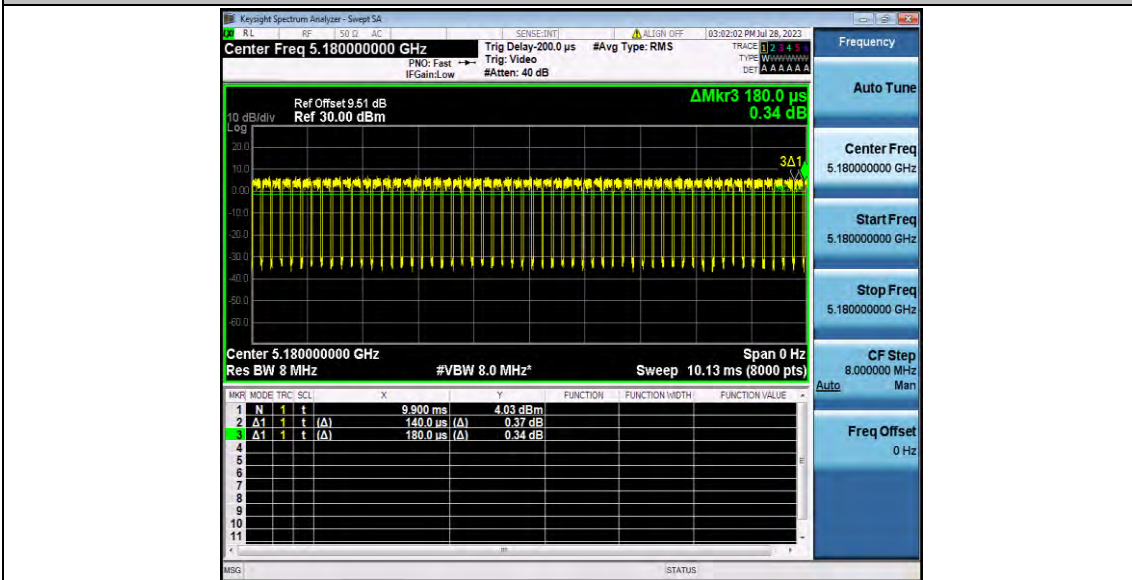 Keysight Spectrum Analyzer - Swept SA
RL RF 50 Ω AC SENSE:INT ALIGN OFF 03:02:02 PM Jul 28, 2023
Center Freq 5.180000000 GHz Trig Delay-200.0 µs #Avg Type: RMS TRACE 1 2 3 4 5 6
PNO: Fast Trig: Video TYPE
IFGain:Low #Atten: 40 dB DET A A A A A A
ΔMkr3 180.0 µs
0.34 dB
Ref Offset 9.51 dB
10 dB/div Ref 30.00 dBm
Log
20.0
10.0
0.00
-10.0
-20.0
-30.0
-40.0
-50.0
-60.0
3Δ1
Center 5.180000000 GHz Span 0 Hz
Res BW 8 MHz #VBW 8.0 MHz* Sweep 10.13 ms (8000 pts)
MKR MODE TRC SCL X Y FUNCTION FUNCTION WIDTH FUNCTION VALUE
1 N 1 t 9.900 ms 4.03 dBm
2 Δ1 1 t (Δ) 140.0 µs (Δ) 0.37 dB
3 Δ1 1 t (Δ) 180.0 µs (Δ) 0.34 dB
4
5
6
7
8
9
10
11
MSG STATUS
Frequency
Auto Tune
Center Freq
5.180000000 GHz
Start Freq
5.180000000 GHz
Stop Freq
5.180000000 GHz
CF Step
8.000000 MHz
Auto Man
Freq Offset
0 Hz